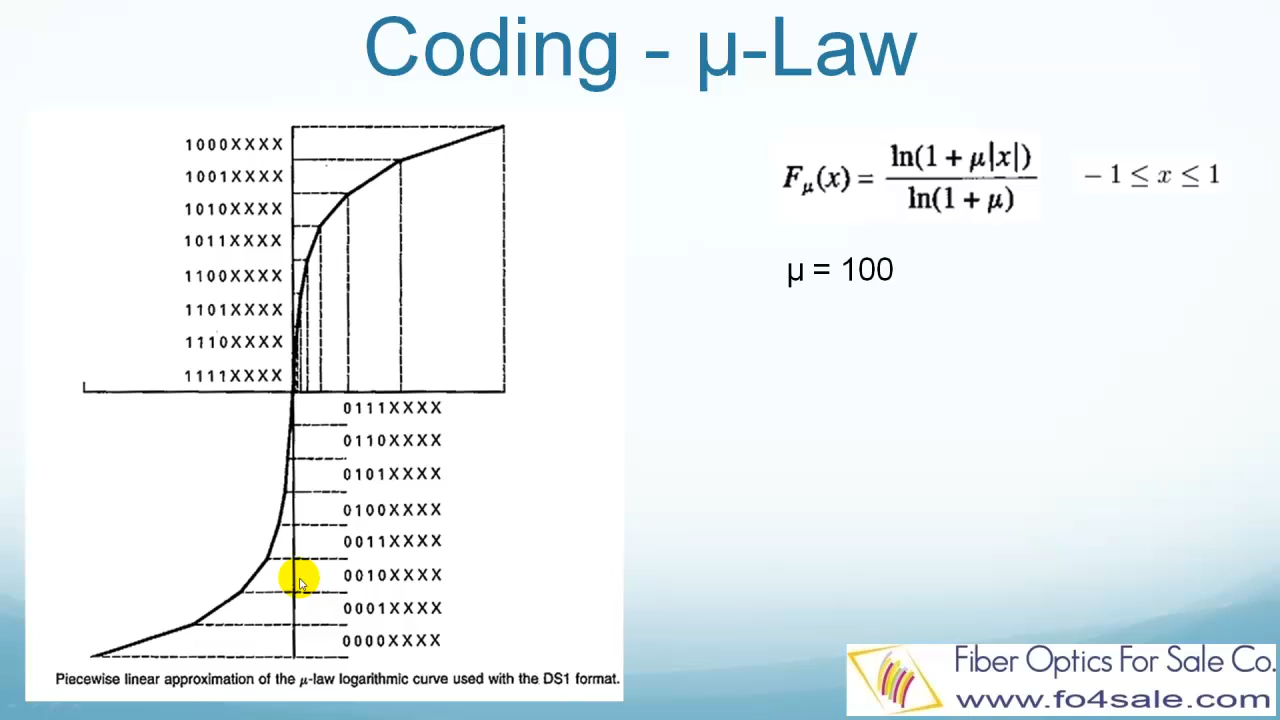 Coding - µ-Law
1000XXXX
1001XXXX
1010XXXX
1011XXXX
1100XXXX
1101XXXX
1110XXXX
1111XXXX
0111XXXX
0110XXXX
0101XXXX
0100XXXX
0011XXXX
0010XXXX
0001XXXX
0000XXXX
Piecewise linear approximation of the µ-law logarithmic curve used with the DS1 format.
Fµ(x) = ln(1 + µ|x|) / ln(1 + µ) − 1 ≤ x ≤ 1
µ = 100
Fiber Optics For Sale Co.
www.fo4sale.com